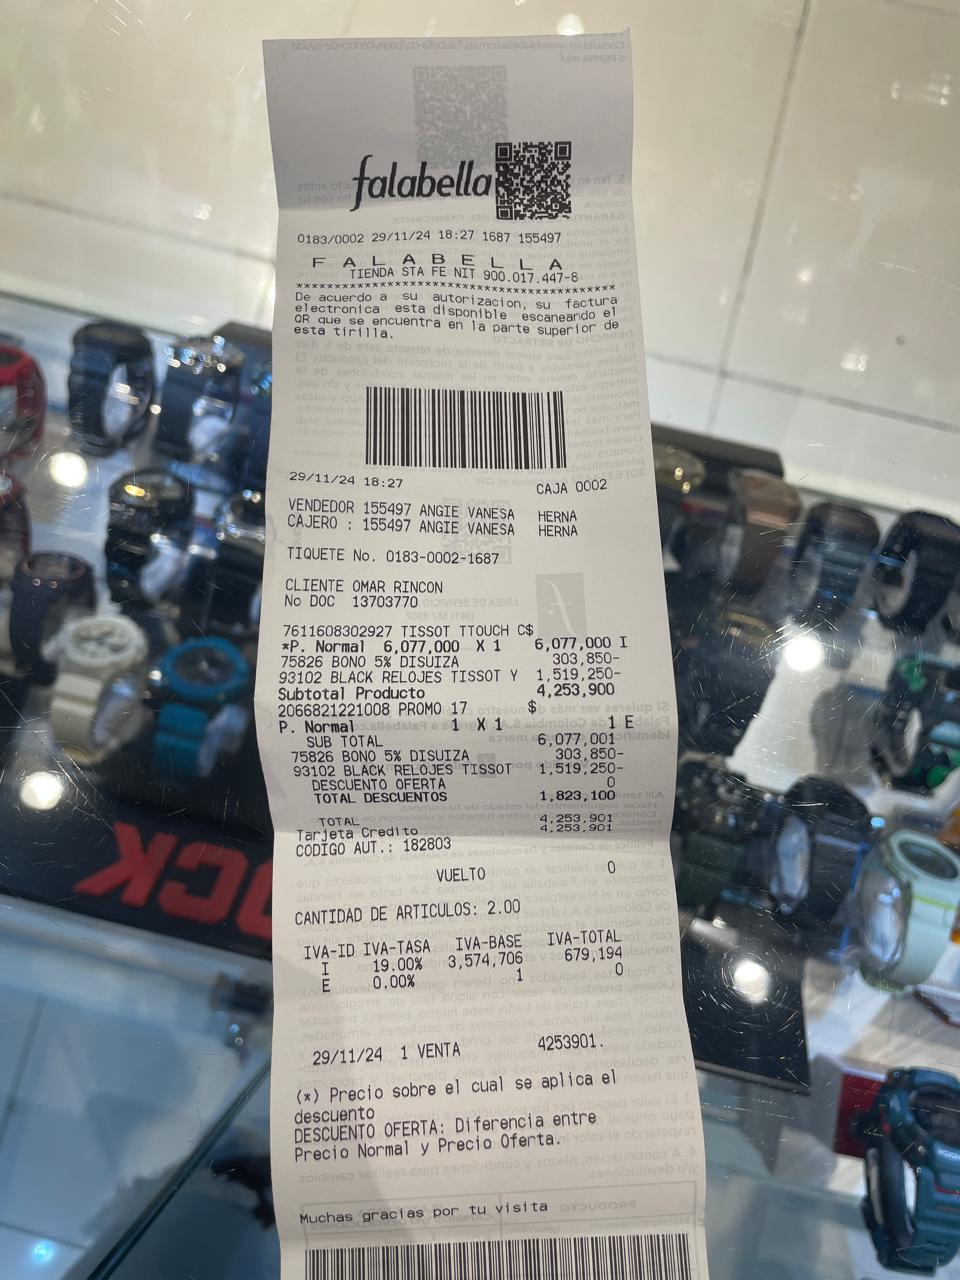 falabella
0183/0002 29/11/24 18:27 1687 155497
F A L A B E L L A
TIENDA STA FE NIT 900.017.447-8
****************************************
De acuerdo a su autorizacion, su factura
electronica esta disponible escaneando el
QR que se encuentra en la parte superior de
esta tirilla.
29/11/24 18:27 CAJA 0002
VENDEDOR 155497 ANGIE VANESA HERNA
CAJERO : 155497 ANGIE VANESA HERNA
TIQUETE No. 0183-0002-1687
CLIENTE OMAR RINCON
No DOC 13703770
7611608302927 TISSOT TTOUCH C$
*P. Normal 6,077,000 X 1 6,077,000 I
75826 BONO 5% DISUIZA 303,850-
93102 BLACK RELOJES TISSOT Y 1,519,250-
Subtotal Producto 4,253,900
2066821221008 PROMO 17 $
P. Normal 1 X 1 1 E
SUB TOTAL 6,077,001
75826 BONO 5% DISUIZA 303,850-
93102 BLACK RELOJES TISSOT 1,519,250-
DESCUENTO OFERTA 0
TOTAL DESCUENTOS 1,823,100
TOTAL 4,253,901
Tarjeta Credito 4,253,901
CODIGO AUT.: 182803
VUELTO 0
CANTIDAD DE ARTICULOS: 2.00
IVA-ID IVA-TASA IVA-BASE IVA-TOTAL
I 19.00% 3,574,706 679,194
E 0.00% 1 0
29/11/24 1 VENTA 4253901.
(*) Precio sobre el cual se aplica el
descuento
DESCUENTO OFERTA: Diferencia entre
Precio Normal y Precio Oferta.
Muchas gracias por tu visita